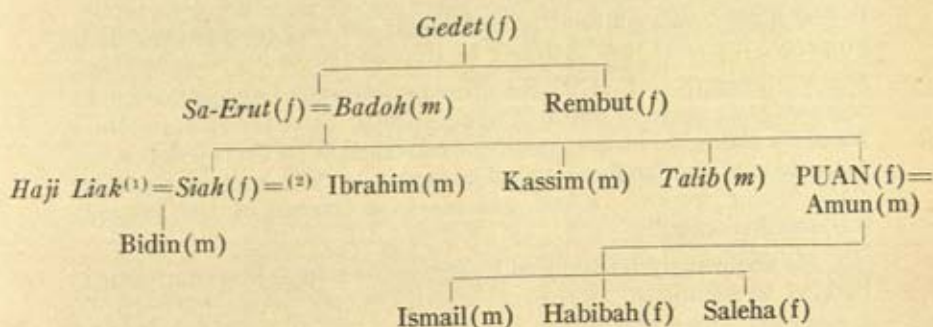 Gedet(f)
Sa-Erut(f)=Badoh(m) Rembut(f)
Haji Liak(1)=Siah(f)=(2) Ibrahim(m) Kassim(m) Talib(m) PUAN(f)=
Amun(m)
Bidin(m)
Ismail(m) Habibah(f) Saleha(f)